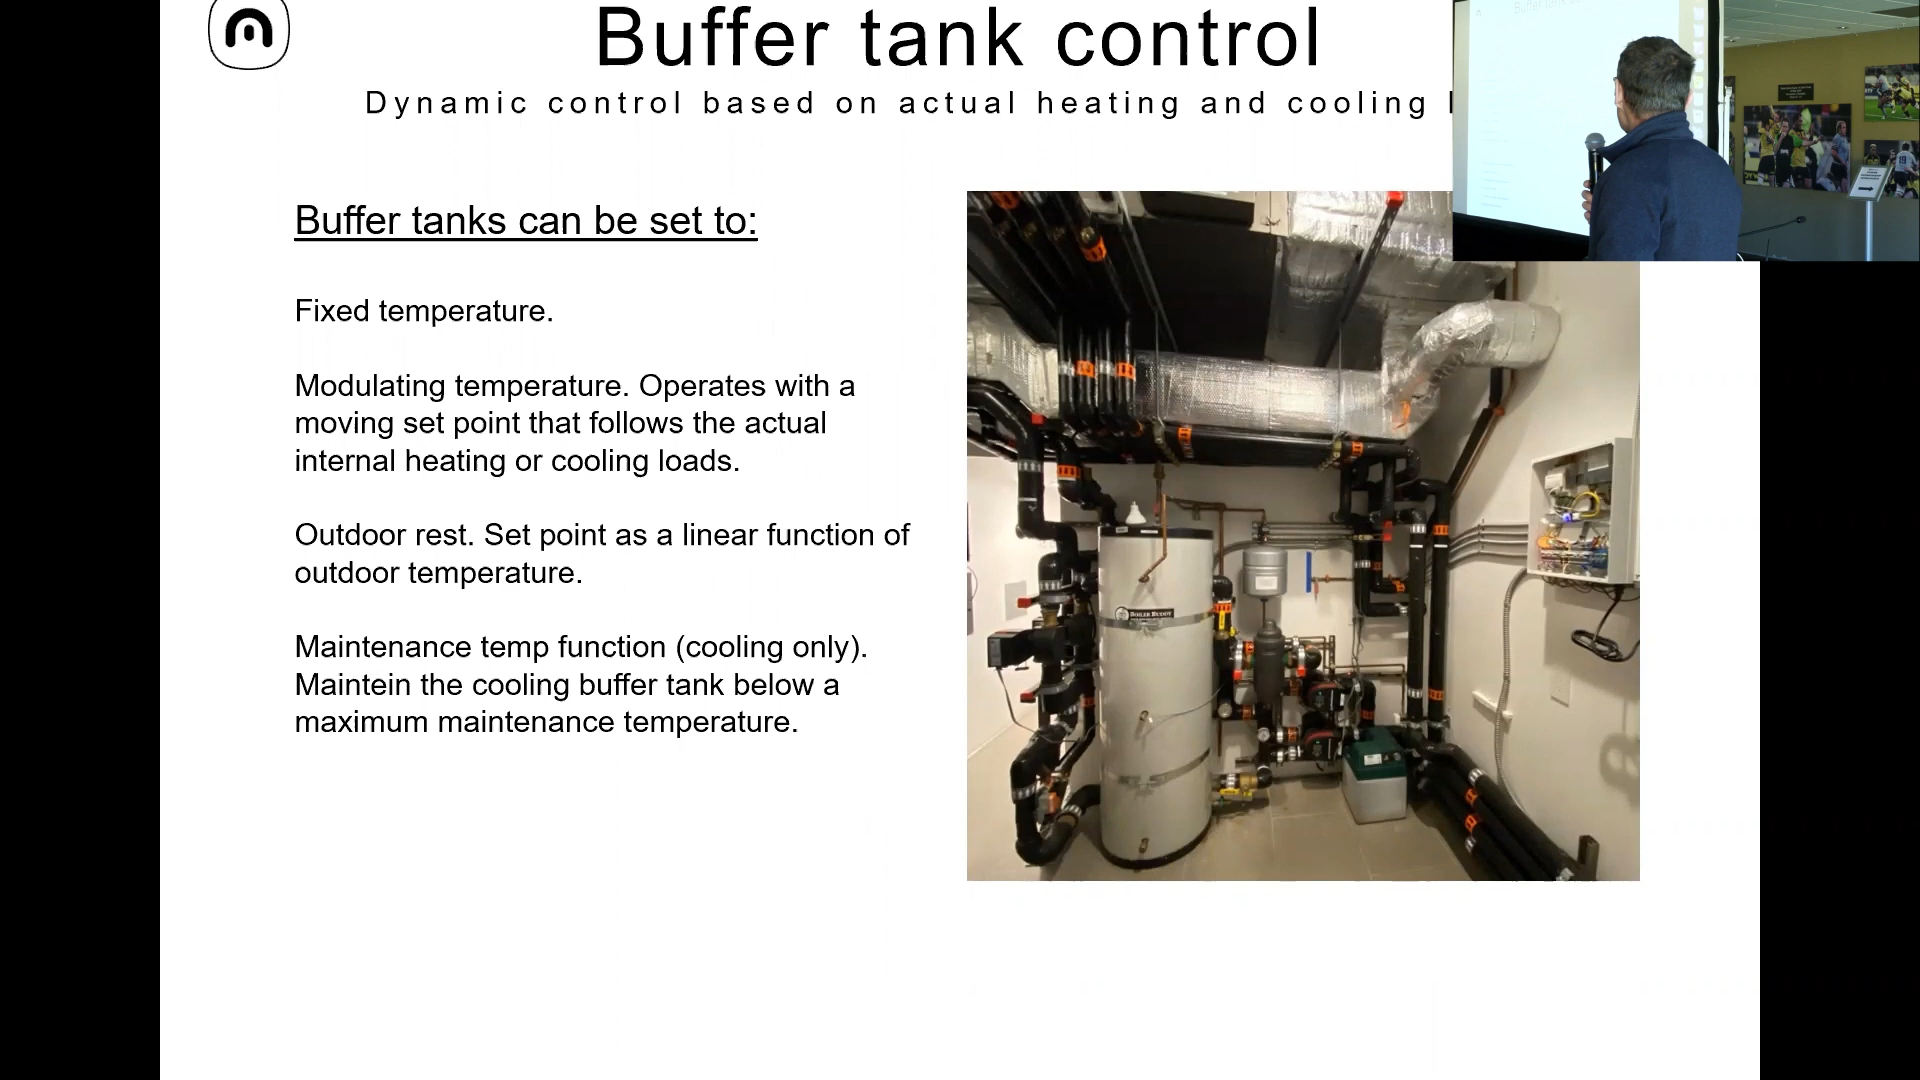 Buffer tank control
Dynamic control based on actual heating and cooling
Buffer tanks can be set to:
Fixed temperature.
Modulating temperature. Operates with a
moving set point that follows the actual
internal heating or cooling loads.
Outdoor rest. Set point as a linear function of
outdoor temperature.
Maintenance temp function (cooling only).
Maintein the cooling buffer tank below a
maximum maintenance temperature.
BOILER BUDDY